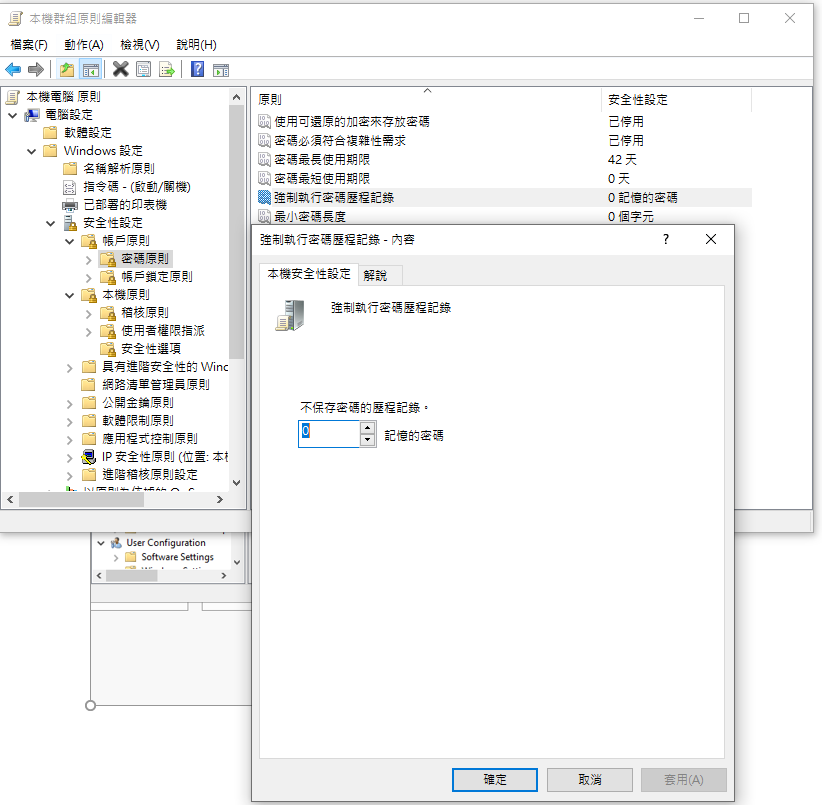 本機群組原則編輯器
檔案(F) 動作(A) 檢視(V) 說明(H)
本機電腦 原則
電腦設定
軟體設定
Windows 設定
名稱解析原則
指令碼 - (啟動/關機)
已部署的印表機
安全性設定
帳戶原則
密碼原則
帳戶鎖定原則
本機原則
稽核原則
使用者權限指派
安全性選項
具有進階安全性的 Winc
網路清單管理員原則
公開金鑰原則
軟體限制原則
應用程式控制原則
IP 安全性原則 (位置: 本機
進階稽核原則設定
原則 安全性設定
使用可還原的加密來存放密碼 已停用
密碼必須符合複雜性需求 已停用
密碼最長使用期限 42 天
密碼最短使用期限 0 天
強制執行密碼歷程記錄 0 記憶的密碼
最小密碼長度 0 個字元
強制執行密碼歷程記錄 - 內容
?
本機安全性設定 解說
強制執行密碼歷程記錄
不保存密碼的歷程記錄。
0 記憶的密碼
確定 取消 套用(A)
User Configuration
Software Settings